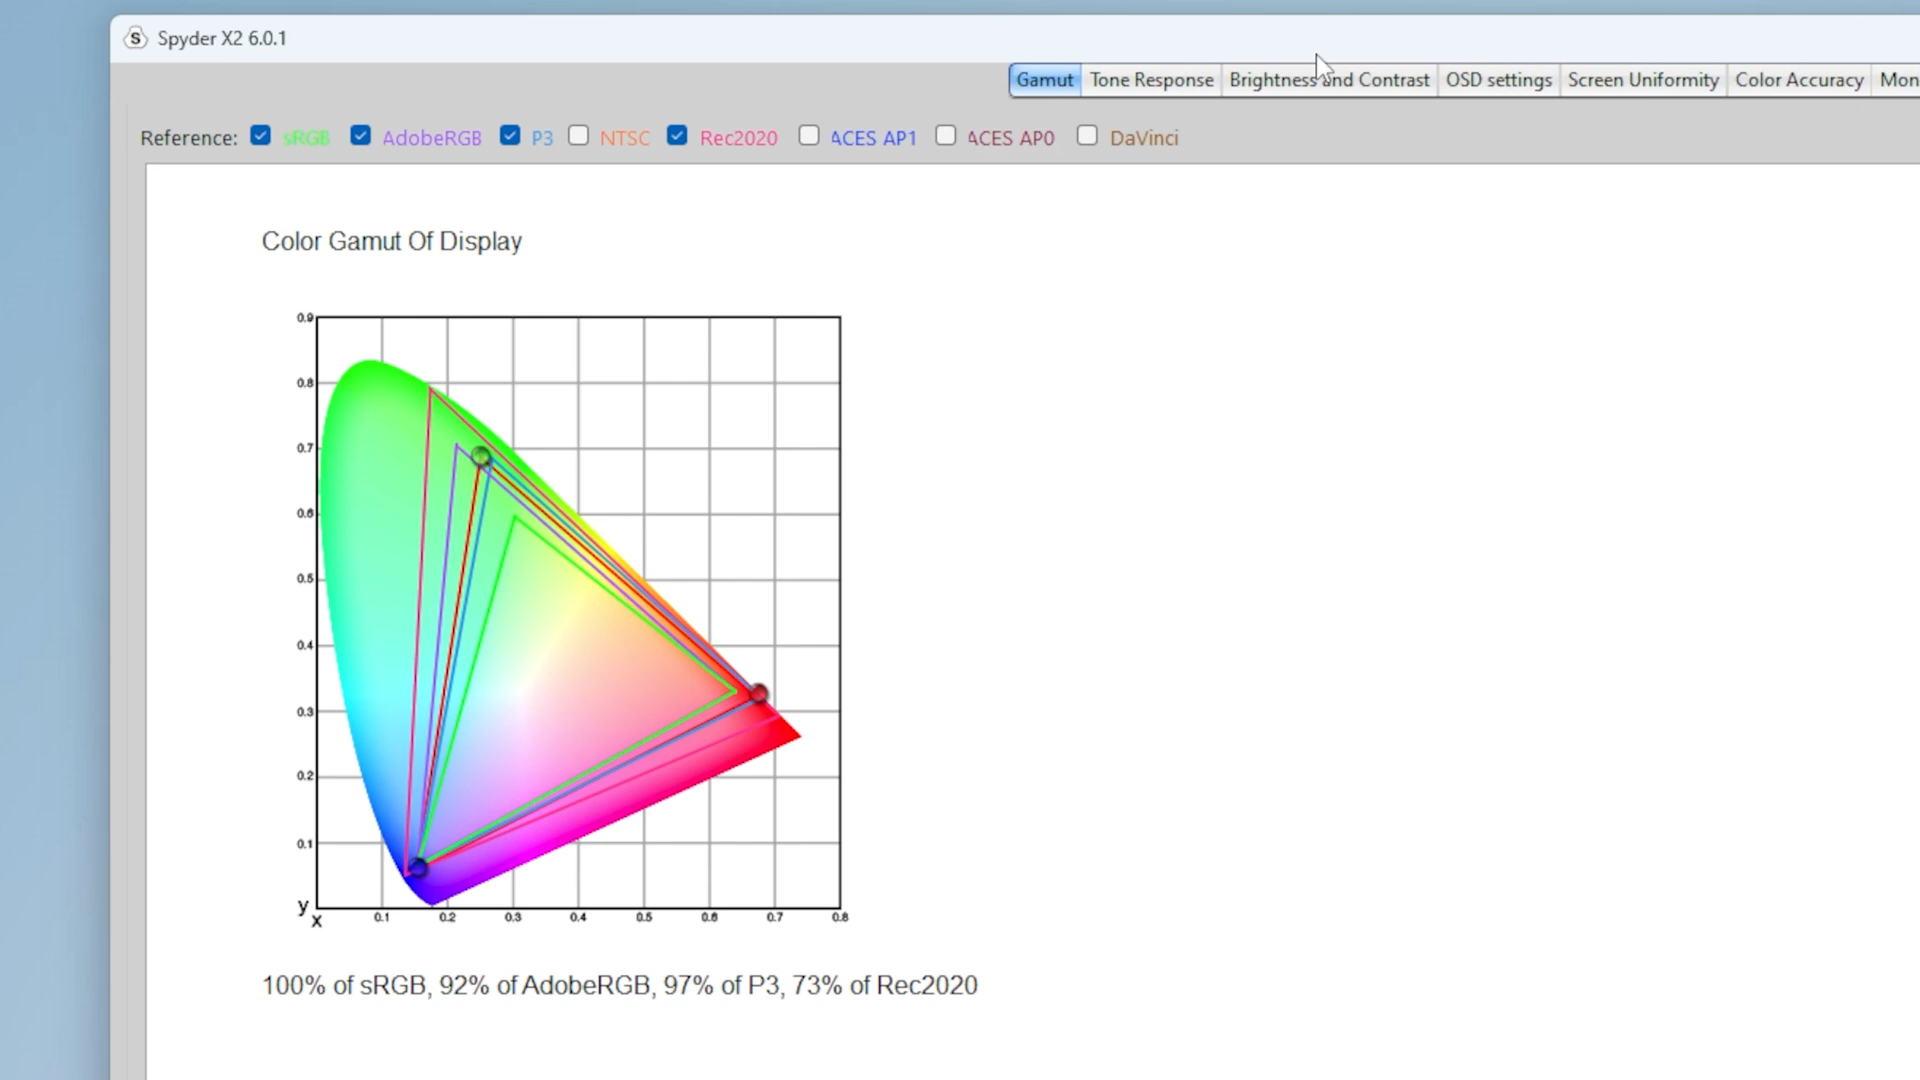 Spyder X2 6.0.1
Gamut Tone Response Brightness and Contrast OSD settings Screen Uniformity Color Accuracy Mon
Reference: sRGB AdobeRGB P3 NTSC Rec2020 ACES AP1 ACES AP0 DaVinci
Color Gamut Of Display
0.9
0.8
0.7
0.6
0.5
0.4
0.3
0.2
0.1
y
x 0.1 0.2 0.3 0.4 0.5 0.6 0.7 0.8
100% of sRGB, 92% of AdobeRGB, 97% of P3, 73% of Rec2020